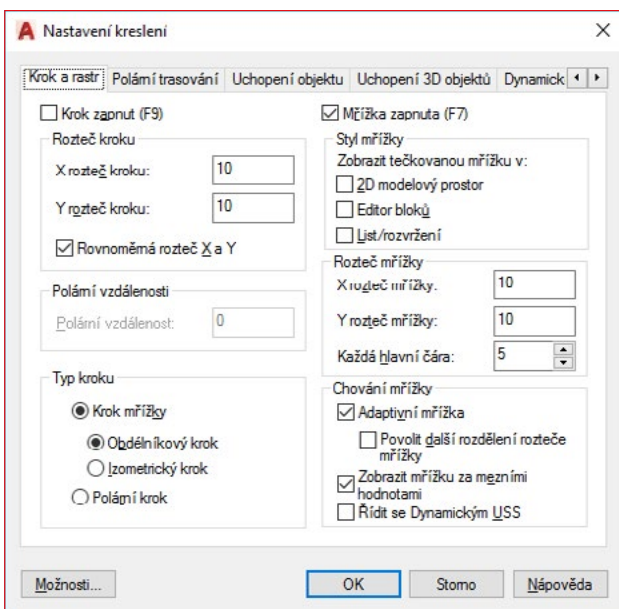 Nastavení kreslení
Krok a rastr Polární trasování Uchopení objektu Uchopení 3D objektů Dynamick
Krok zapnut (F9)
Rozteč kroku
X rozteč kroku: 10
Y rozteč kroku: 10
Rovnoměrná rozteč X a Y
Polární vzdálenosti
Polární vzdálenost: 0
Typ kroku
Krok mřížky
Obdélníkový krok
Izometrický krok
Polární krok
Mřížka zapnuta (F7)
Styl mřížky
Zobrazit tečkovanou mřížku v:
2D modelový prostor
Editor bloků
List/rozvržení
Rozteč mřížky
X rozteč mřížky: 10
Y rozteč mřížky: 10
Každá hlavní čára: 5
Chování mřížky
Adaptivní mřížka
Povolit další rozdělení rozteče
mřížky
Zobrazit mřížku za mezními
hodnotami
Řídit se Dynamickým USS
Možnosti... OK Storno Nápověda